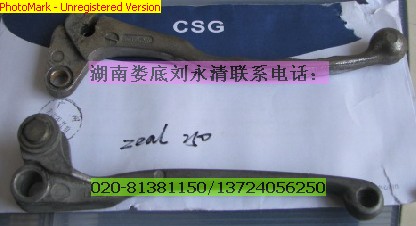 PhotoMark - Unregistered Version
CSG
湖南娄底刘永清联系电话：
zeal 250
020-81381150/13724056250